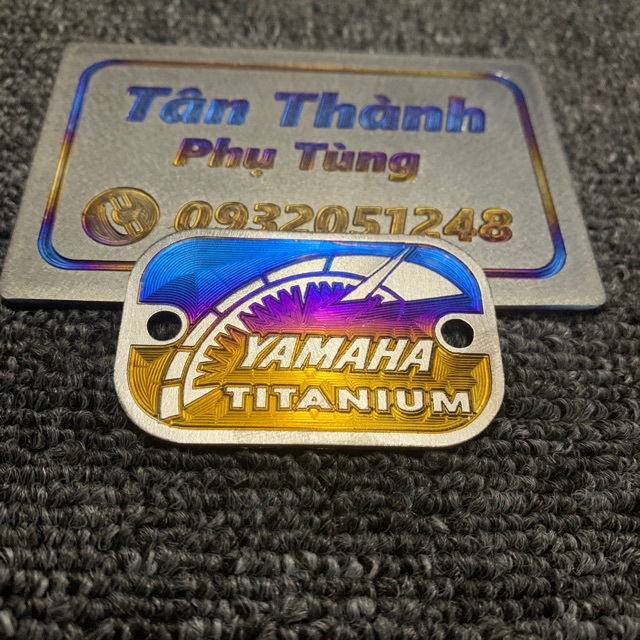 Tân Thành
Phụ Tùng
0932051248
YAMAHA
TITANIUM